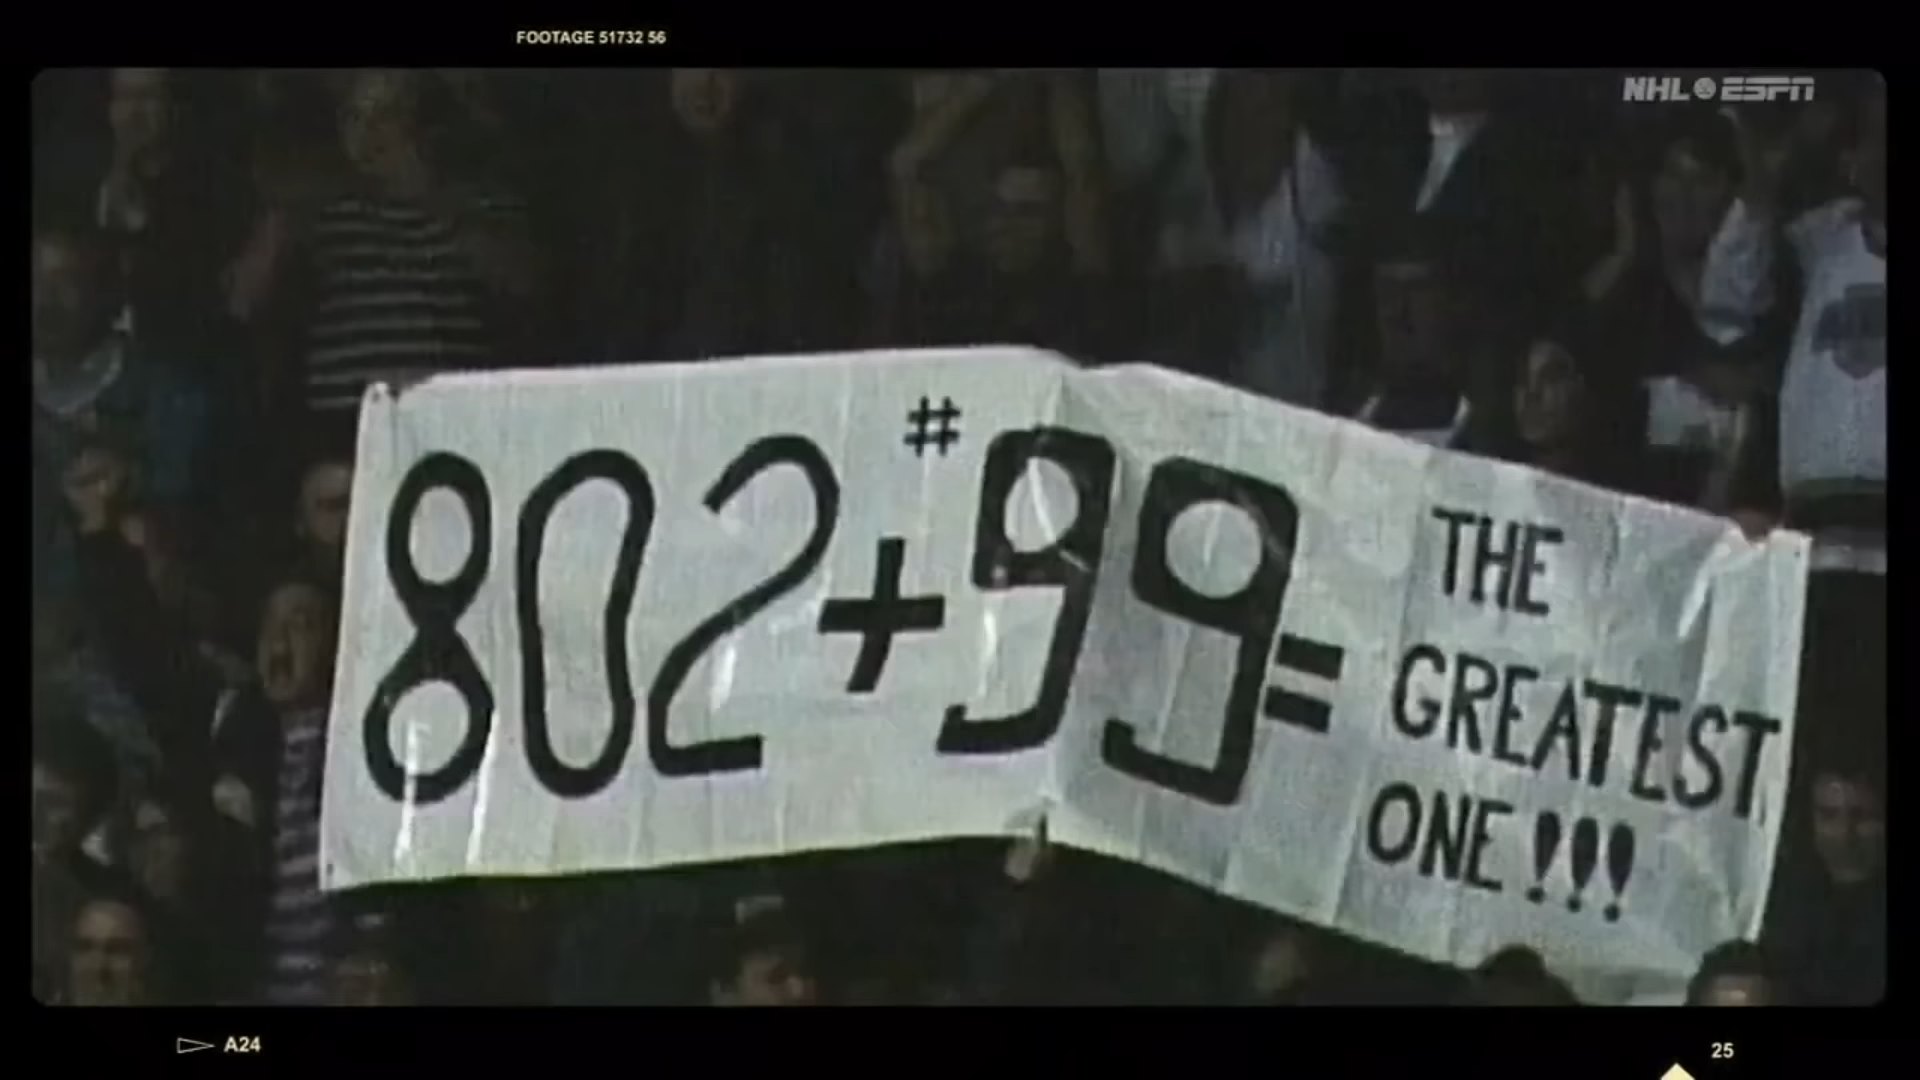 FOOTAGE 51732 56
NHL ESPN
802+#99=
THE
GREATEST
ONE!!!
A24
25